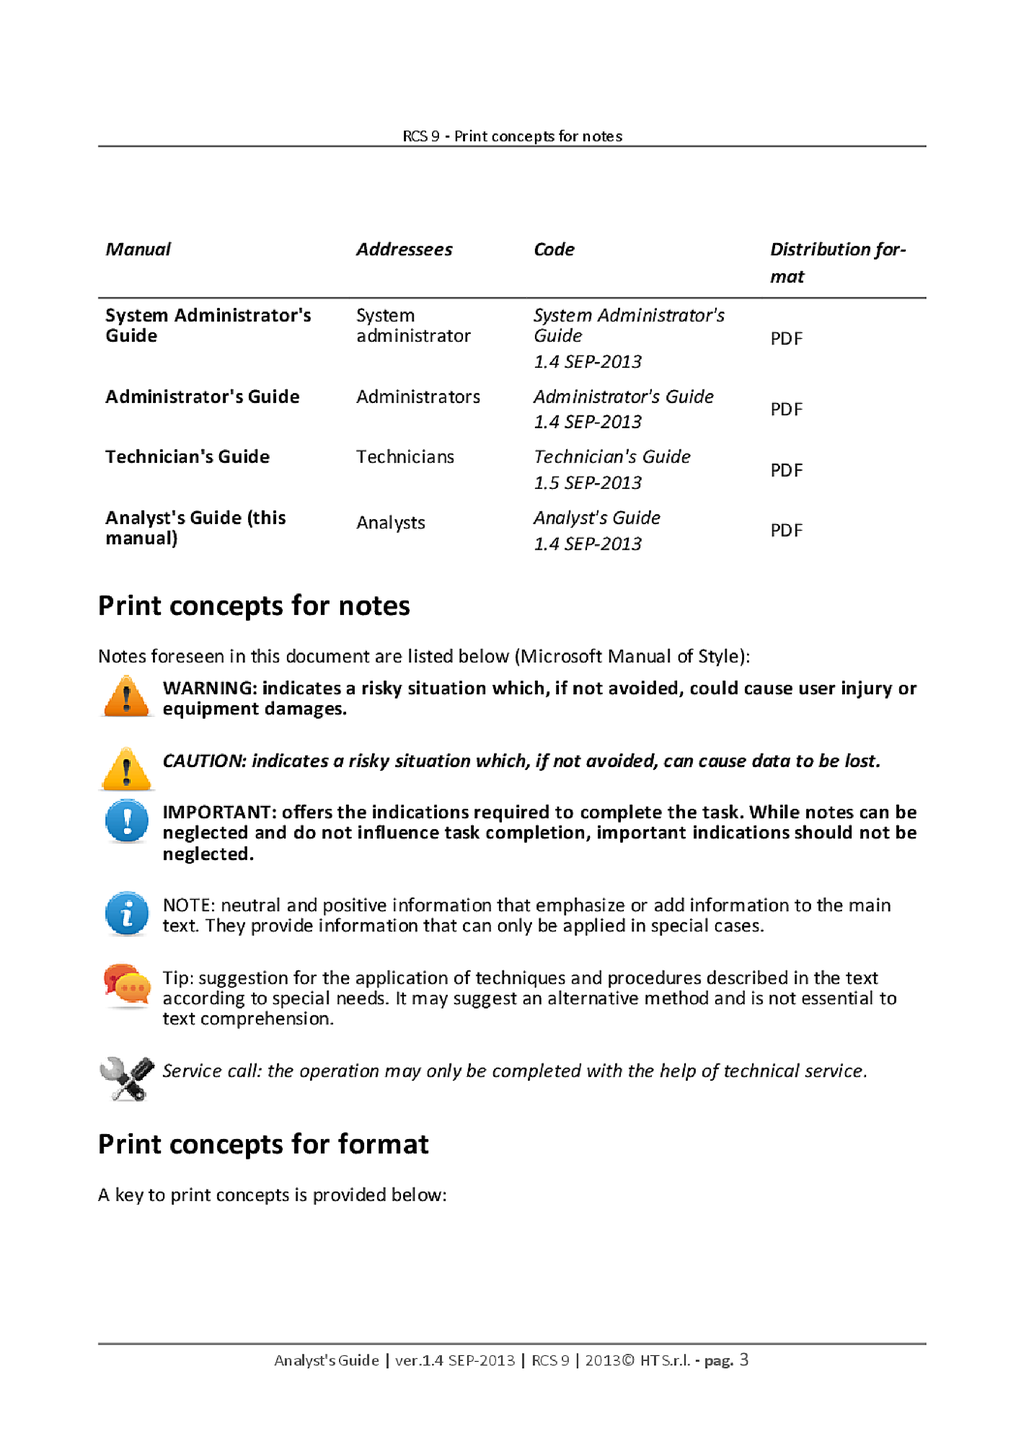 RCS 9 - Print concepts for notes
Manual Addressees Code Distribution for-
mat
System Administrator's System System Administrator's
Guide administrator Guide PDF
1.4 SEP-2013
Administrator's Guide Administrators Administrator's Guide PDF
1.4 SEP-2013
Technician's Guide Technicians Technician's Guide PDF
1.5 SEP-2013
Analyst's Guide (this Analysts Analyst's Guide PDF
manual) 1.4 SEP-2013
Print concepts for notes
Notes foreseen in this document are listed below (Microsoft Manual of Style):
WARNING: indicates a risky situation which, if not avoided, could cause user injury or
equipment damages.
CAUTION: indicates a risky situation which, if not avoided, can cause data to be lost.
IMPORTANT: offers the indications required to complete the task. While notes can be
neglected and do not influence task completion, important indications should not be
neglected.
NOTE: neutral and positive information that emphasize or add information to the main
text. They provide information that can only be applied in special cases.
Tip: suggestion for the application of techniques and procedures described in the text
according to special needs. It may suggest an alternative method and is not essential to
text comprehension.
Service call: the operation may only be completed with the help of technical service.
Print concepts for format
A key to print concepts is provided below:
Analyst's Guide | ver.1.4 SEP-2013 | RCS 9 | 2013© HT S.r.l. - pag. 3